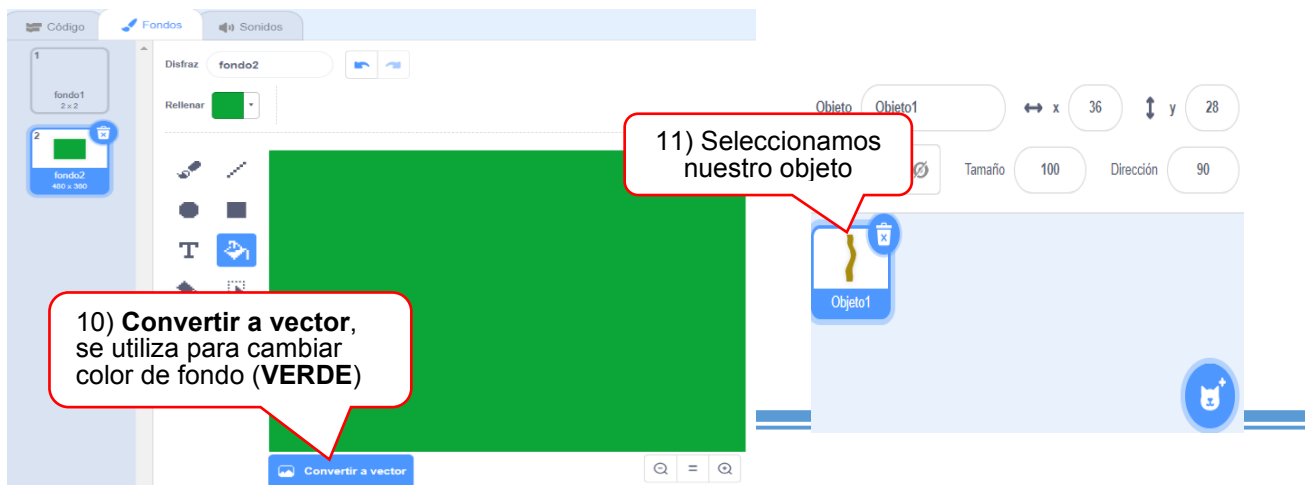 Código
Fondos
Sonidos
1
fondo1
2 x 2
2
fondo2
480 x 360
Disfraz fondo2
Rellenar
T
10) Convertir a vector,
se utiliza para cambiar
color de fondo (VERDE)
Convertir a vector
=
Objeto Objeto1 x 36 y 28
11) Seleccionamos
nuestro objeto
Tamaño 100 Dirección 90
Objeto1